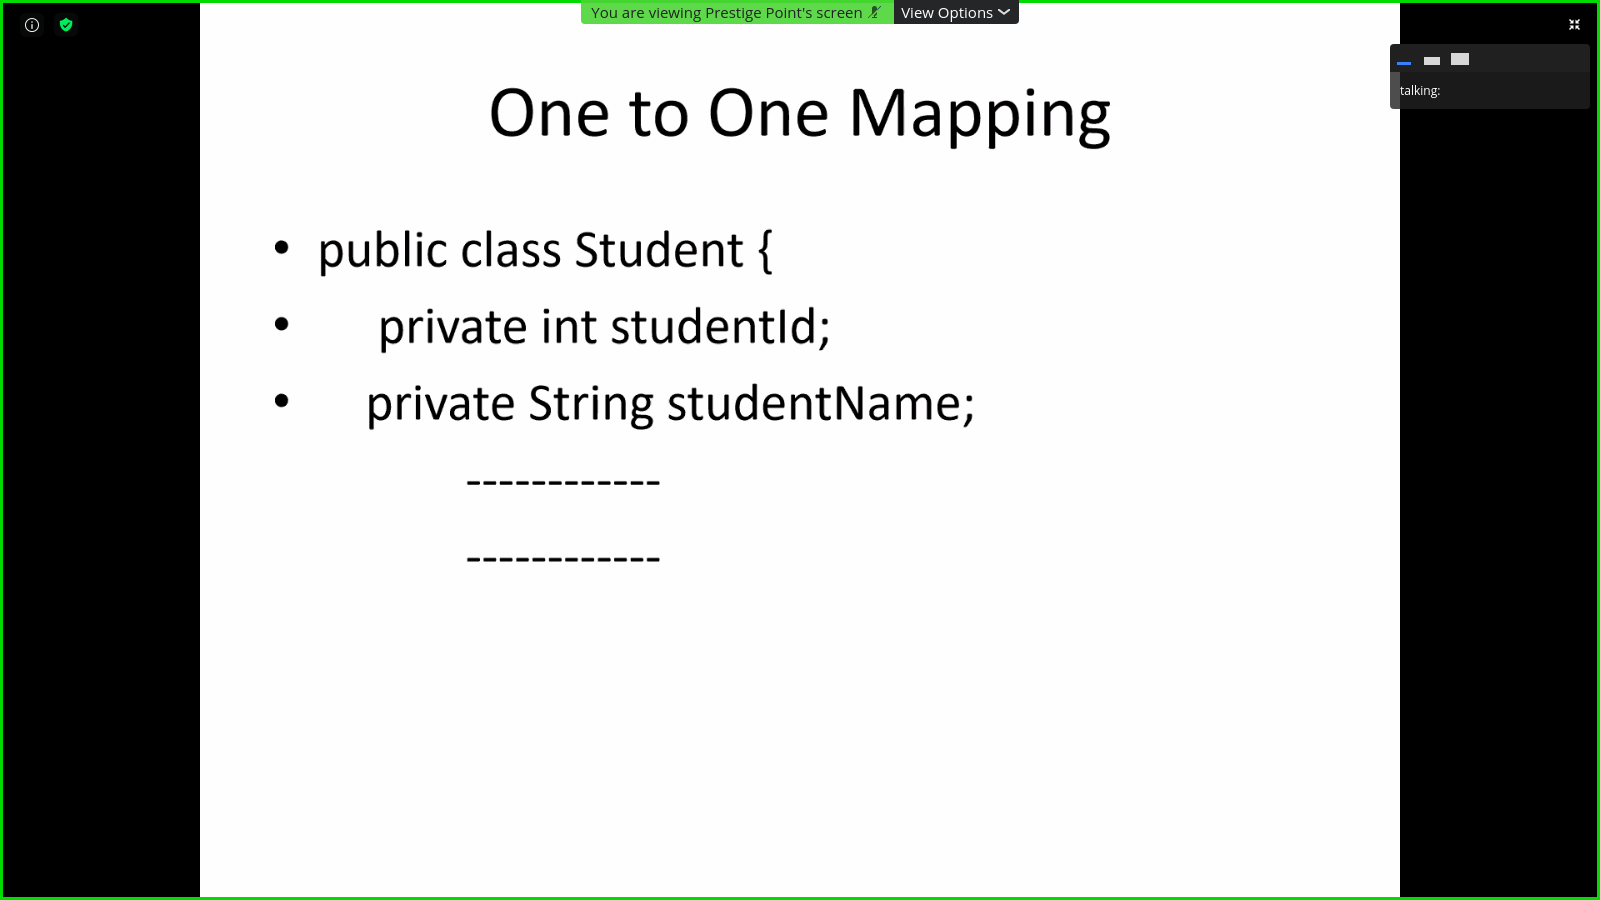 You are viewing Prestige Point's screen View Options
talking:
One to One Mapping
• public class Student {
• private int studentId;
• private String studentName;
------------
------------